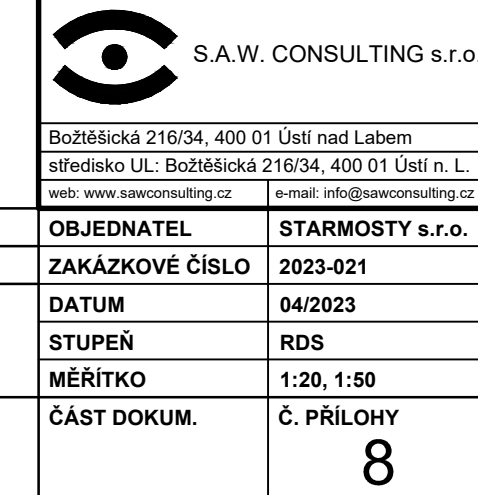 S.A.W. CONSULTING s.r.o.
Božtěšická 216/34, 400 01 Ústí nad Labem
středisko UL: Božtěšická 216/34, 400 01 Ústí n. L.
web: www.sawconsulting.cz e-mail: info@sawconsulting.cz
OBJEDNATEL STARMOSTY s.r.o.
ZAKÁZKOVÉ ČÍSLO 2023-021
DATUM 04/2023
STUPEŇ RDS
MĚŘÍTKO 1:20, 1:50
ČÁST DOKUM. Č. PŘÍLOHY
8